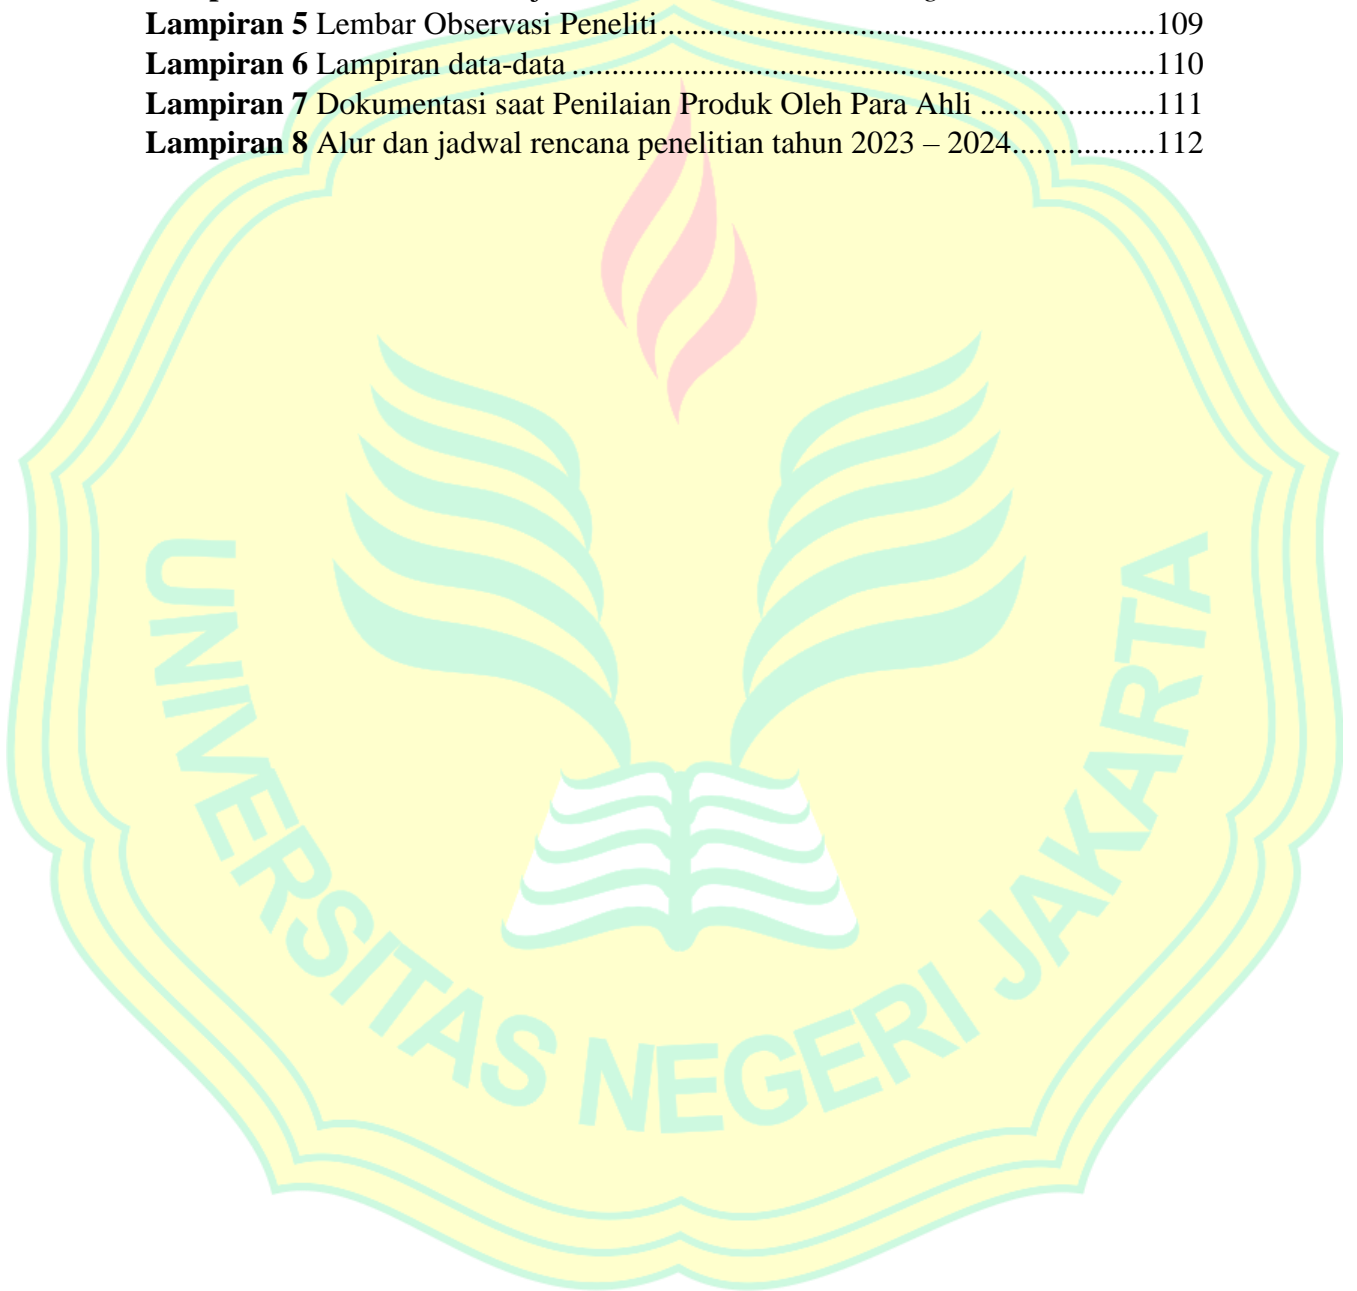 Lampiran 5 Lembar Observasi Peneliti..............................................................109
Lampiran 6 Lampiran data-data.........................................................................110
Lampiran 7 Dokumentasi saat Penilaian Produk Oleh Para Ahli ......................111
Lampiran 8 Alur dan jadwal rencana penelitian tahun 2023 – 2024..................112
UNIVERSITAS NEGERI JAKARTA